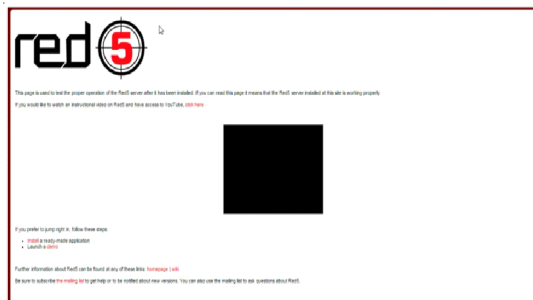 red 5
This page is used to test the proper operation of the Red5 server after it has been installed. If you can read this page it means that the Red5 server installed at this site is working properly.
If you would like to watch an instructional video on Red5 and have access to YouTube, click here.
If you prefer to jump right in, follow these steps:
Install a ready-made application
Launch a demo
Further information about Red5 can be found at any of these links: homepage | wiki
Be sure to subscribe the mailing list to get help or to be notified about new versions. You can also use the mailing list to ask questions about Red5.